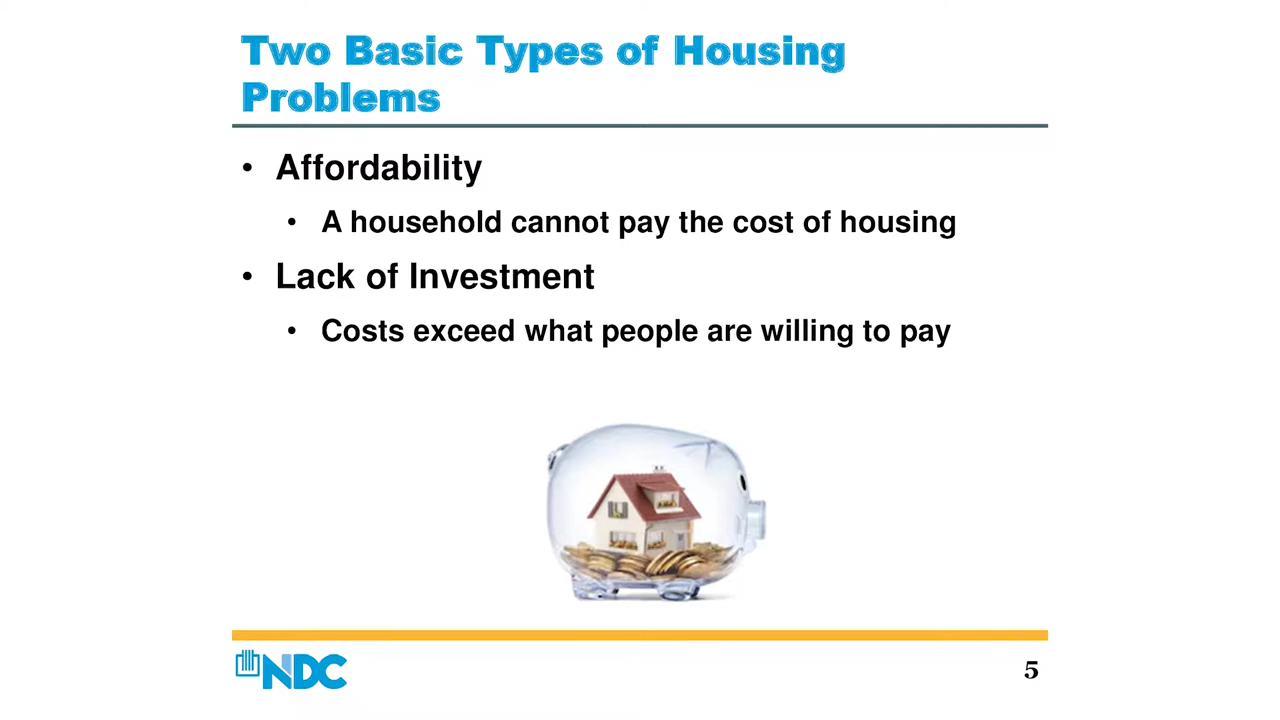 Two Basic Types of Housing
Problems
• Affordability
• A household cannot pay the cost of housing
• Lack of Investment
• Costs exceed what people are willing to pay
NDC
5